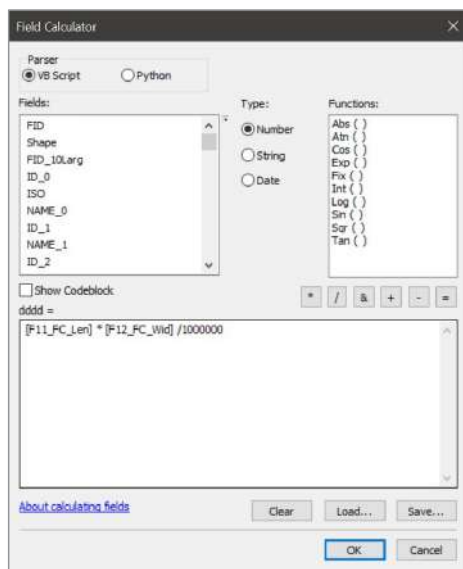 Field Calculator
Parser
VB Script Python
Fields: Type: Functions:
FID
Shape
FID_10Larg
ID_0
ISO
NAME_0
ID_1
NAME_1
ID_2
Number
String
Date
Abs ( )
Atn ( )
Cos ( )
Exp ( )
Fix ( )
Int ( )
Log ( )
Sin ( )
Sqr ( )
Tan ( )
Show Codeblock
* / & + - =
dddd =
[F11_FC_Len] * [F12_FC_Wid] /1000000
About calculating fields
Clear Load... Save...
OK Cancel